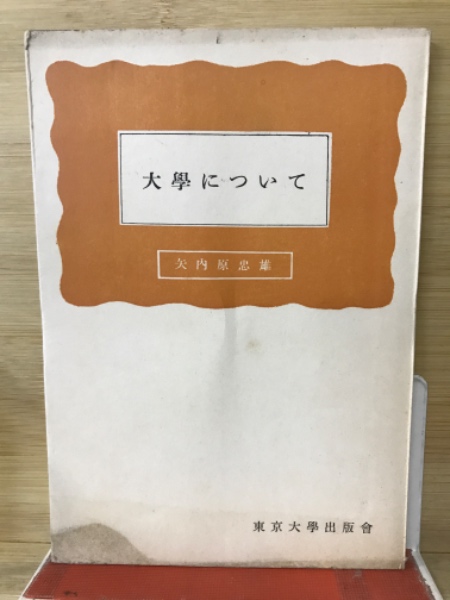 大學について
矢内原忠雄
東京大學出版會